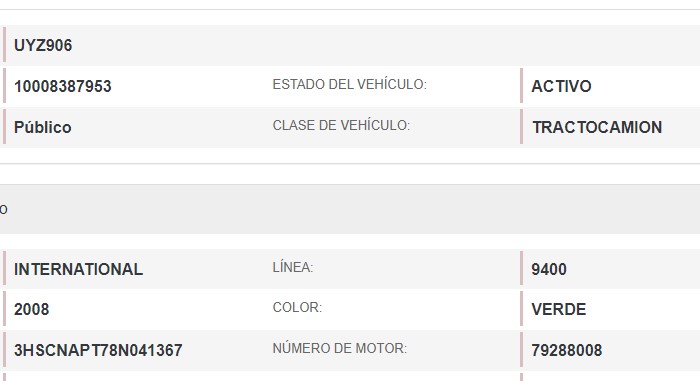 UYZ906
10008387953 ESTADO DEL VEHÍCULO: ACTIVO
Público CLASE DE VEHÍCULO: TRACTOCAMION
o
INTERNATIONAL LÍNEA: 9400
2008 COLOR: VERDE
3HSCNAPT78N041367 NÚMERO DE MOTOR: 79288008